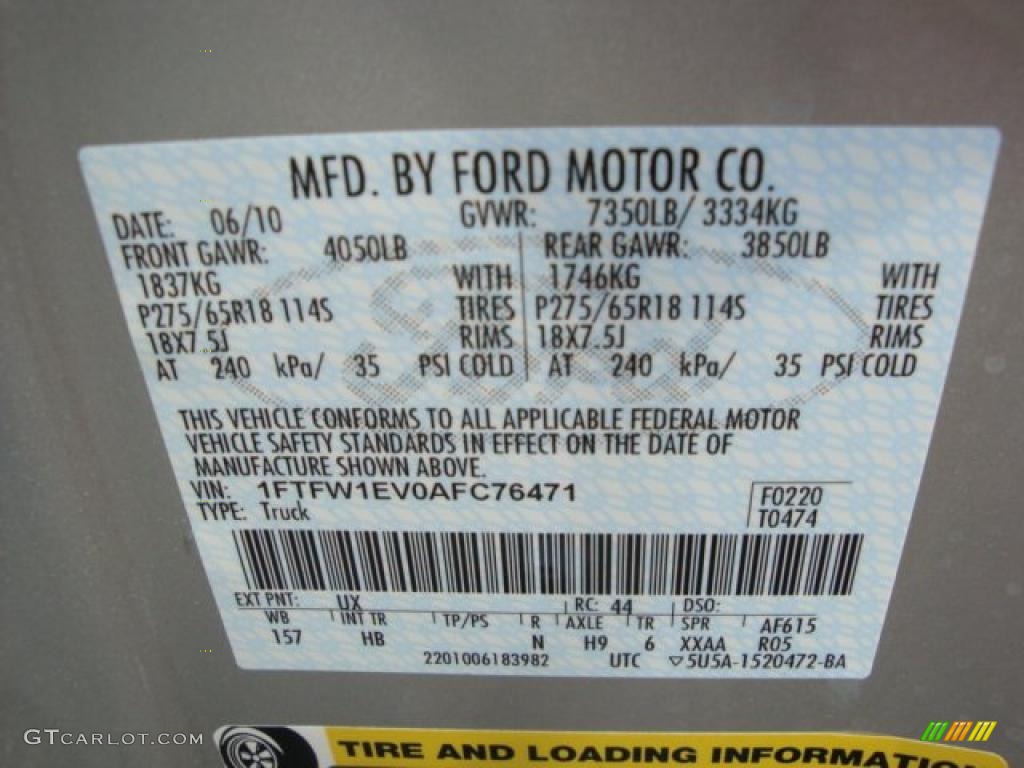 MFD. BY FORD MOTOR CO.
DATE: 06/10 GVWR: 7350LB/ 3334KG
FRONT GAWR: 4050LB REAR GAWR: 3850LB
1837KG WITH 1746KG WITH
P275/65R18 114S TIRES P275/65R18 114S TIRES
18X7.5J RIMS 18X7.5J RIMS
AT 240 kPa/ 35 PSI COLD AT 240 kPa/ 35 PSI COLD
THIS VEHICLE CONFORMS TO ALL APPLICABLE FEDERAL MOTOR
VEHICLE SAFETY STANDARDS IN EFFECT ON THE DATE OF
MANUFACTURE SHOWN ABOVE.
VIN: 1FTFW1EV0AFC76471 F0220
TYPE: Truck T0474
EXT PNT: UX RC: 44 DSO:
WB INT TR TP/PS R AXLE TR SPR AF615
157 HB N H9 6 XXAA R05
2201006183982 UTC ▽5U5A-1520472-BA
GTCARLOT.COM
TIRE AND LOADING INFORMATION